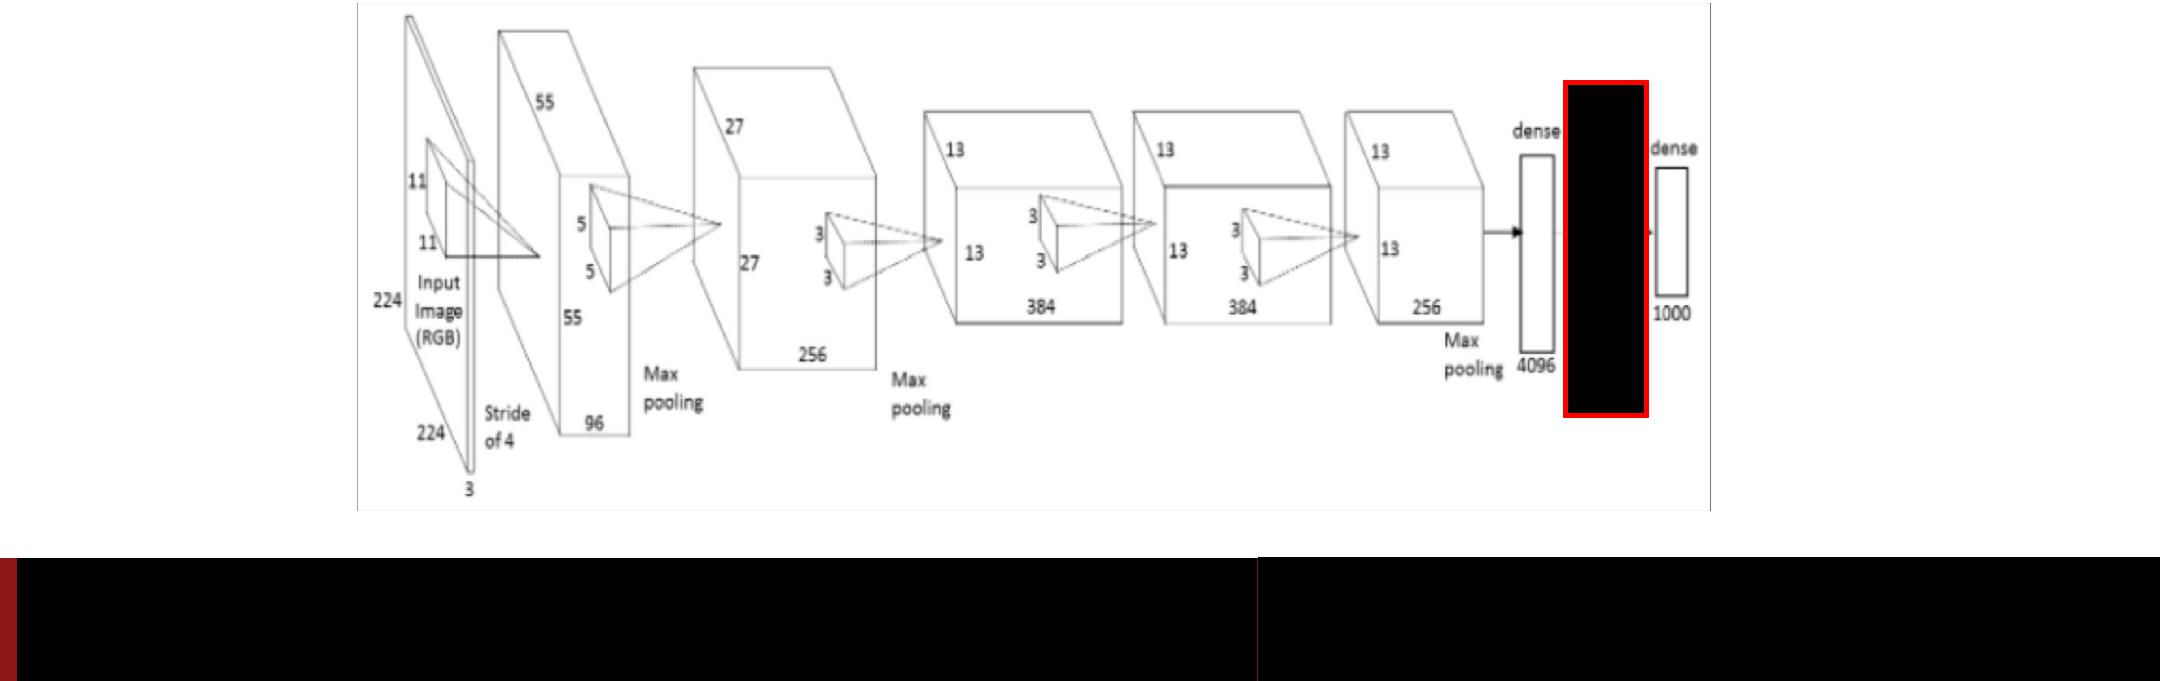 11
11
Input
Image
(RGB)
224
224
3
Stride
of 4
55
55
96
5
5
Max
pooling
27
27
256
3
3
Max
pooling
13
13
384
3
3
13
13
384
3
3
13
13
256
Max
pooling
dense
4096
dense
1000